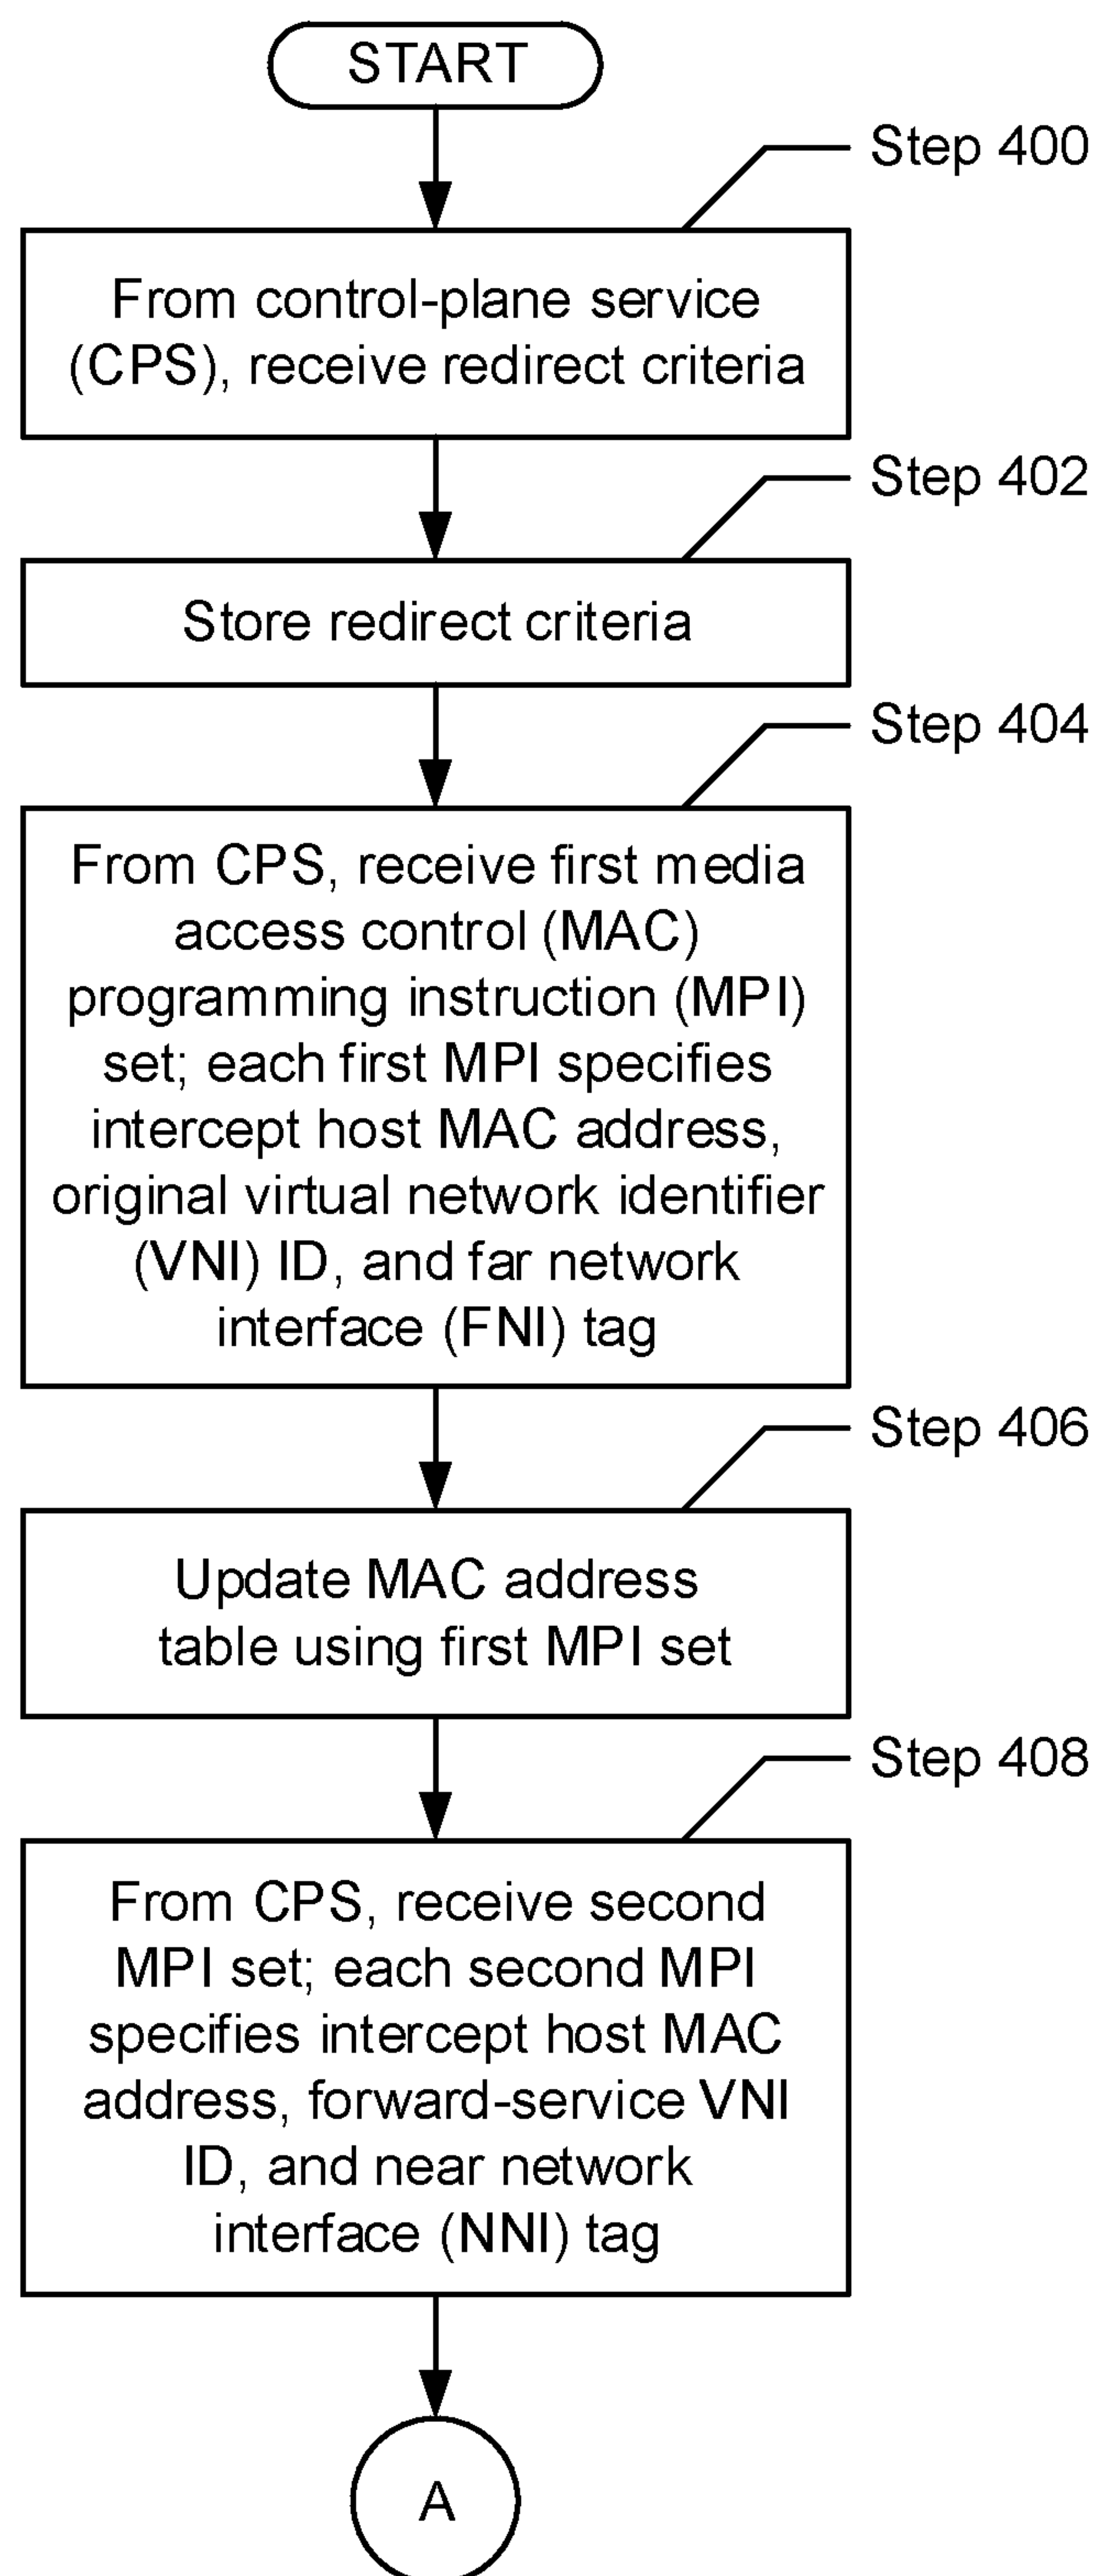 START
Step 400
From control-plane service
(CPS), receive redirect criteria
Step 402
Store redirect criteria
Step 404
From CPS, receive first media
access control (MAC)
programming instruction (MPI)
set; each first MPI specifies
intercept host MAC address,
original virtual network identifier
(VNI) ID, and far network
interface (FNI) tag
Step 406
Update MAC address
table using first MPI set
Step 408
From CPS, receive second
MPI set; each second MPI
specifies intercept host MAC
address, forward-service VNI
ID, and near network
interface (NNI) tag
A